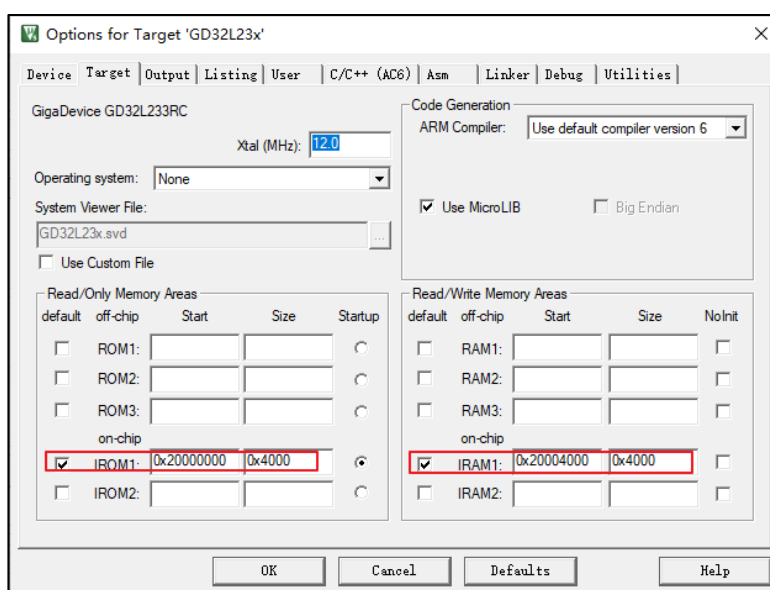 Options for Target 'GD32L23x'
Device Target Output Listing User C/C++ (AC6) Asm Linker Debug Utilities
GigaDevice GD32L233RC
Xtal (MHz): 12.0
Operating system: None
System Viewer File:
GD32L23x.svd ...
Use Custom File
Code Generation
ARM Compiler: Use default compiler version 6
Use MicroLIB Big Endian
Read/Only Memory Areas
default off-chip Start Size Startup
ROM1:
ROM2:
ROM3:
on-chip
IROM1: 0x20000000 0x4000
IROM2:
Read/Write Memory Areas
default off-chip Start Size NoInit
RAM1:
RAM2:
RAM3:
on-chip
IRAM1: 0x20004000 0x4000
IRAM2:
OK Cancel Defaults Help